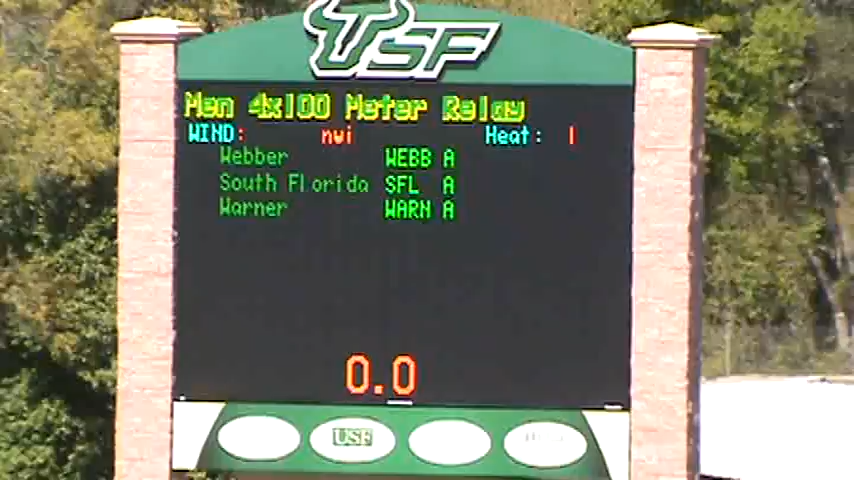 USF
Men 4x100 Meter Relay
WIND: nwi Heat: 1
Webber WEBB A
South Florida SFL A
Warner WARN A
0.0
USF